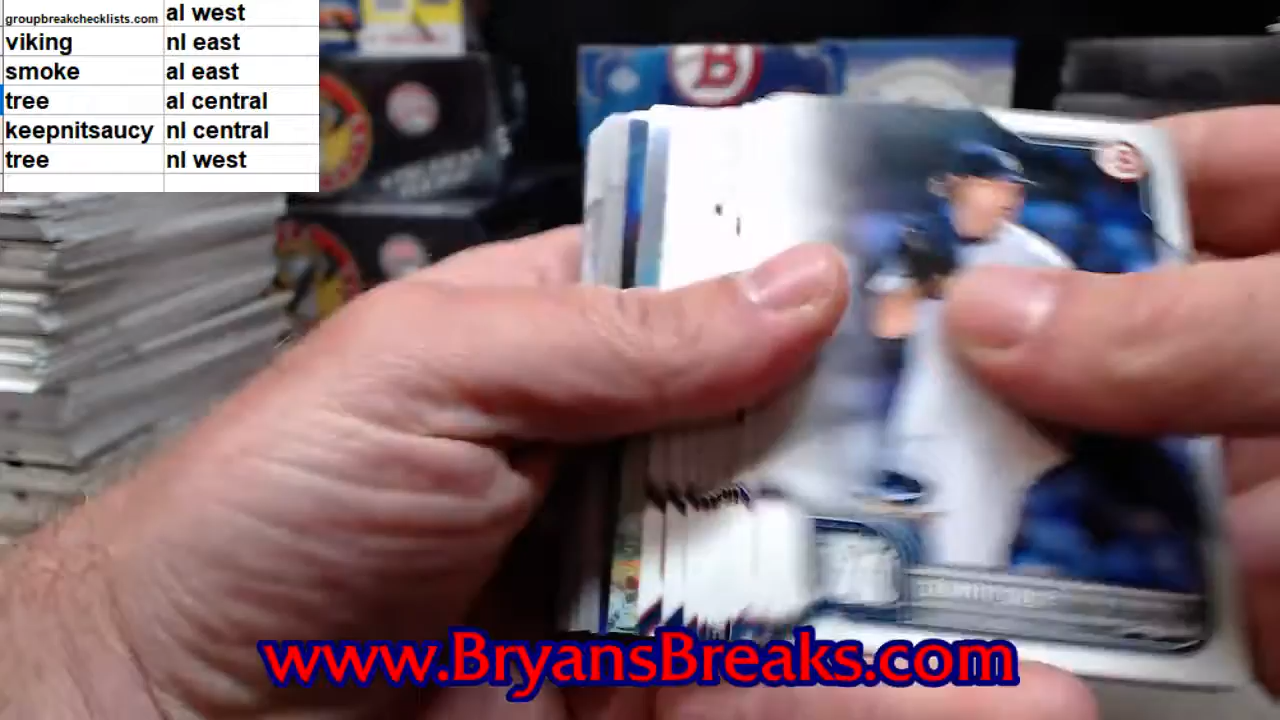 groupbreakchecklists.com al west
viking nl east
smoke al east
tree al central
keepnitsaucy nl central
tree nl west
B
B
www.BryansBreaks.com